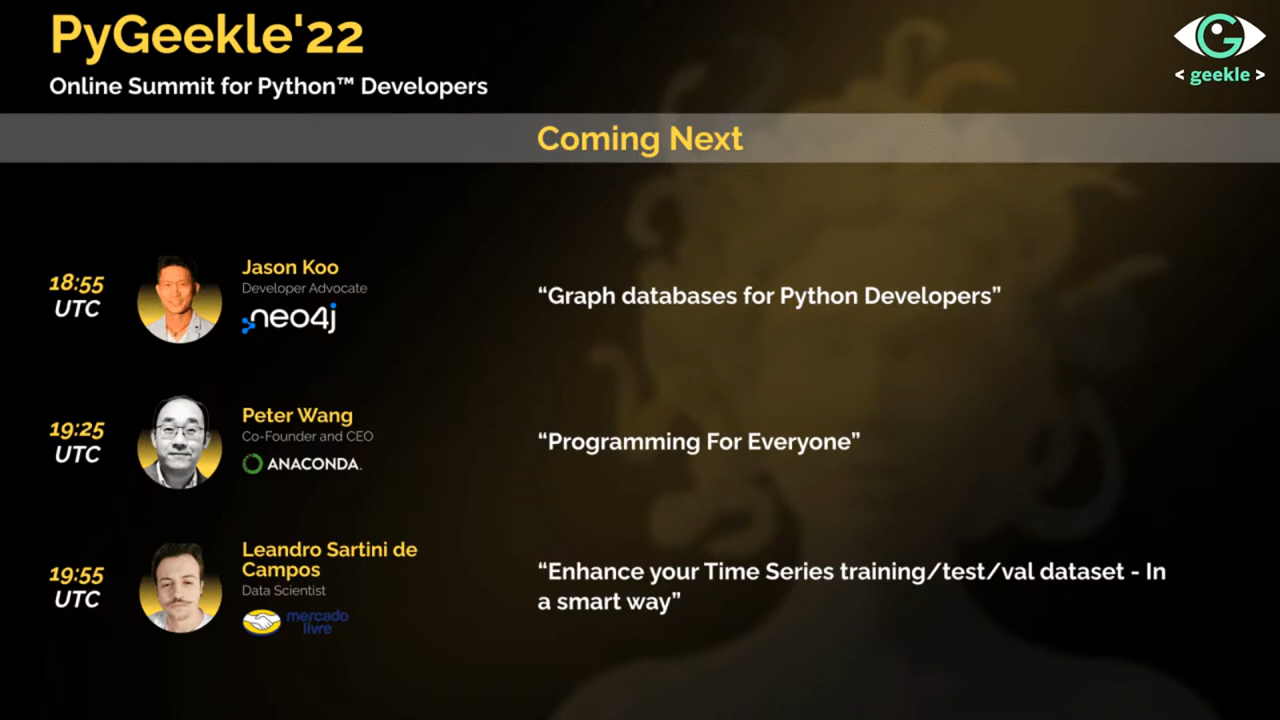 PyGeekle'22
Online Summit for Python™ Developers
G
< geekle >
Coming Next
18:55
UTC
Jason Koo
Developer Advocate
neo4j
“Graph databases for Python Developers”
19:25
UTC
Peter Wang
Co-Founder and CEO
ANACONDA.
“Programming For Everyone”
19:55
UTC
Leandro Sartini de
Campos
Data Scientist
mercado
livre
“Enhance your Time Series training/test/val dataset - In
a smart way”